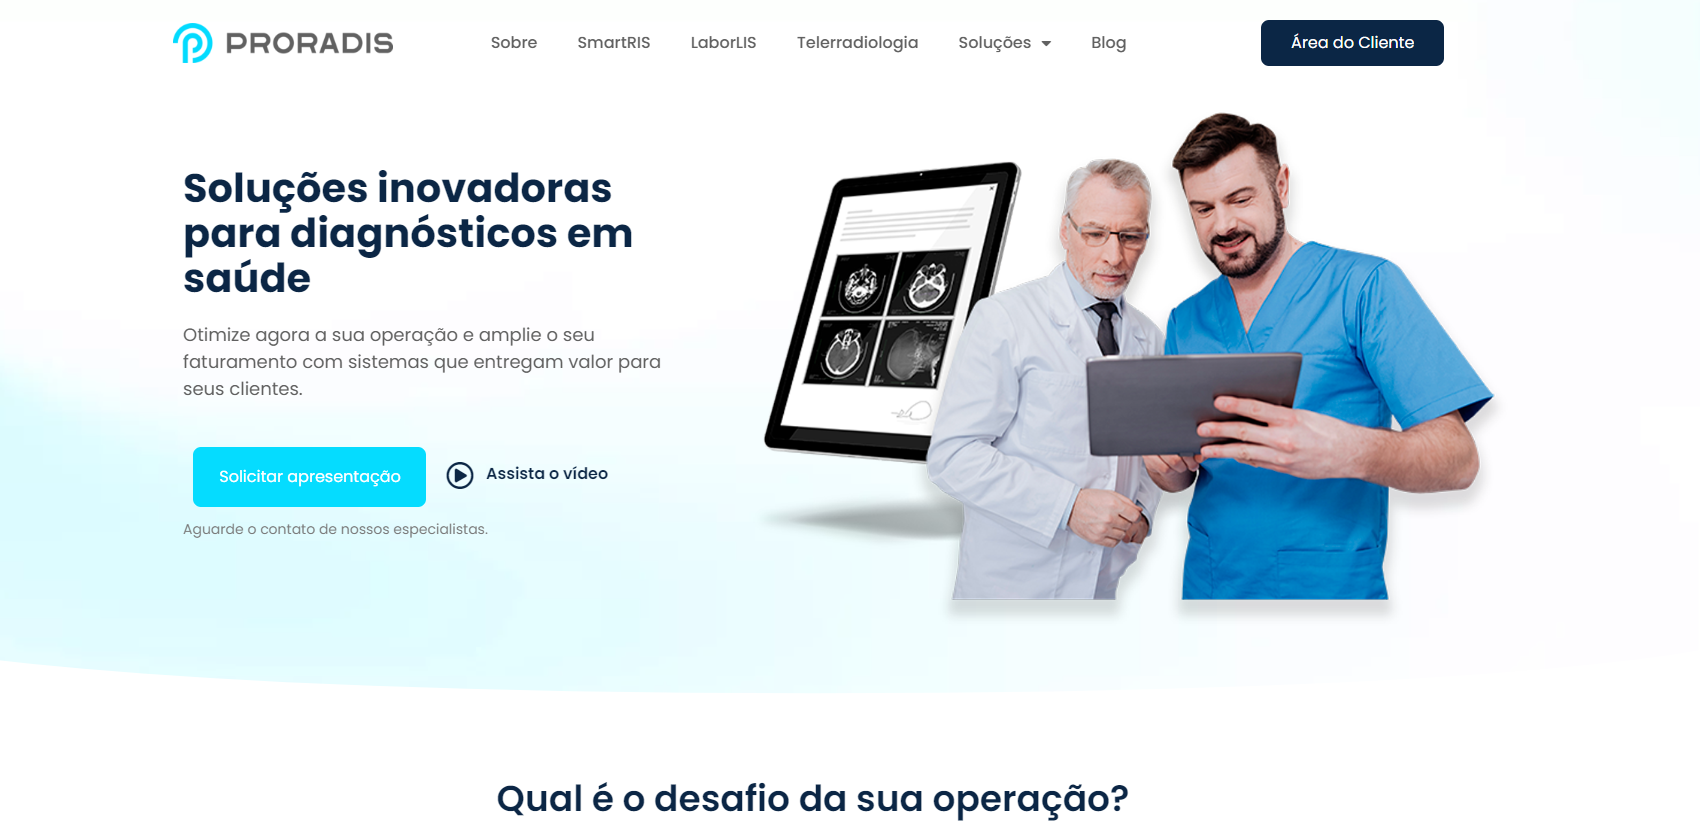 PRORADIS
Sobre
SmartRIS
LaborLIS
Telerradiologia
Soluções
Blog
Área do Cliente
Soluções inovadoras
para diagnósticos em
saúde
Otimize agora a sua operação e amplie o seu
faturamento com sistemas que entregam valor para
seus clientes.
Solicitar apresentação
Assista o vídeo
Aguarde o contato de nossos especialistas.
Qual é o desafio da sua operação?